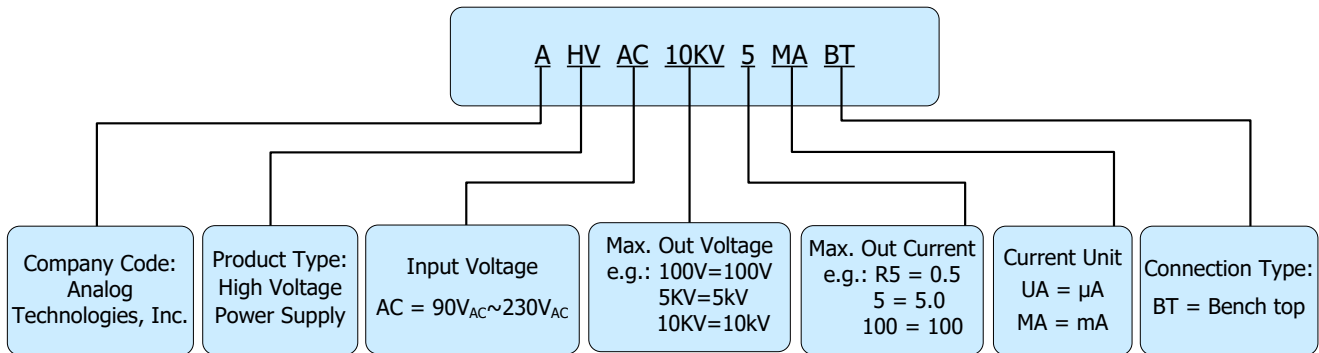 A HV AC 10KV 5 MA BT
Company Code:
Analog
Technologies, Inc.
Product Type:
High Voltage
Power Supply
Input Voltage
AC = 90VAC~230VAC
Max. Out Voltage
e.g.: 100V=100V
5KV=5kV
10KV=10kV
Max. Out Current
e.g.: R5 = 0.5
5 = 5.0
100 = 100
Current Unit
UA = µA
MA = mA
Connection Type:
BT = Bench top